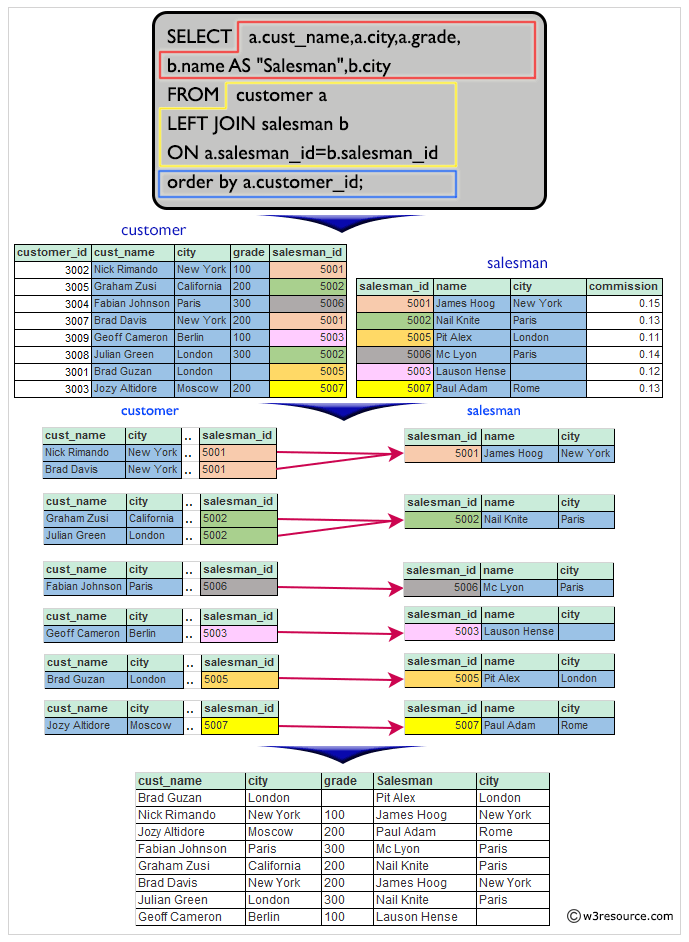 SELECT a.cust_name,a.city,a.grade,
b.name AS "Salesman",b.city
FROM customer a
LEFT JOIN salesman b
ON a.salesman_id=b.salesman_id
order by a.customer_id;
customer
customer_id cust_name city grade salesman_id
3002 Nick Rimando New York 100 5001
3005 Graham Zusi California 200 5002
3004 Fabian Johnson Paris 300 5006
3007 Brad Davis New York 200 5001
3009 Geoff Cameron Berlin 100 5003
3008 Julian Green London 300 5002
3001 Brad Guzan London 5005
3003 Jozy Altidore Moscow 200 5007
salesman
salesman_id name city commission
5001 James Hoog New York 0.15
5002 Nail Knite Paris 0.13
5005 Pit Alex London 0.11
5006 Mc Lyon Paris 0.14
5003 Lauson Hense 0.12
5007 Paul Adam Rome 0.13
customer salesman
cust_name city .. salesman_id
Nick Rimando New York .. 5001
Brad Davis New York .. 5001
salesman_id name city
5001 James Hoog New York
cust_name city .. salesman_id
Graham Zusi California .. 5002
Julian Green London .. 5002
salesman_id name city
5002 Nail Knite Paris
cust_name city .. salesman_id
Fabian Johnson Paris .. 5006
salesman_id name city
5006 Mc Lyon Paris
cust_name city .. salesman_id
Geoff Cameron Berlin .. 5003
salesman_id name city
5003 Lauson Hense
cust_name city .. salesman_id
Brad Guzan London .. 5005
salesman_id name city
5005 Pit Alex London
cust_name city .. salesman_id
Jozy Altidore Moscow .. 5007
salesman_id name city
5007 Paul Adam Rome
cust_name city grade Salesman city
Brad Guzan London Pit Alex London
Nick Rimando New York 100 James Hoog New York
Jozy Altidore Moscow 200 Paul Adam Rome
Fabian Johnson Paris 300 Mc Lyon Paris
Graham Zusi California 200 Nail Knite Paris
Brad Davis New York 200 James Hoog New York
Julian Green London 300 Nail Knite Paris
Geoff Cameron Berlin 100 Lauson Hense
© w3resource.com